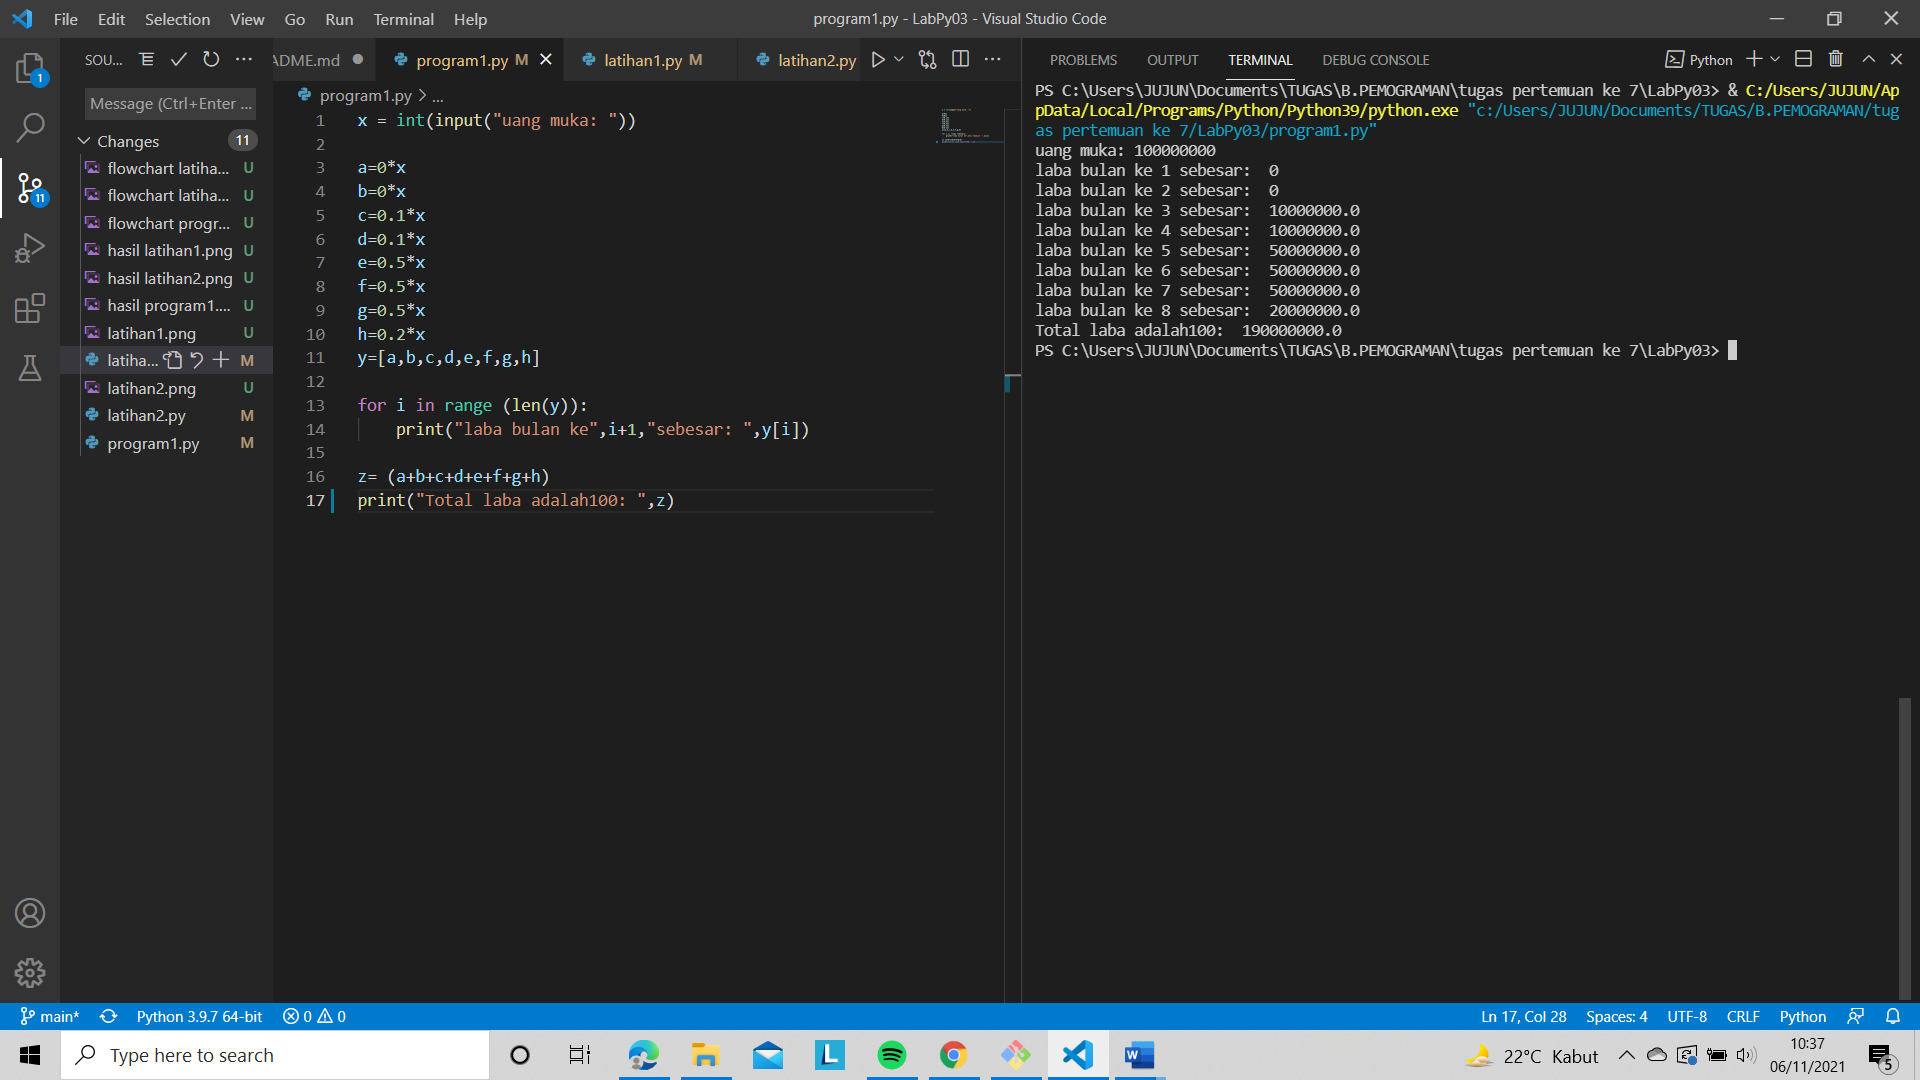 File Edit Selection View Go Run Terminal Help
program1.py - LabPy03 - Visual Studio Code
SOU...
Message (Ctrl+Enter ...
Changes 11
flowchart latiha... U
flowchart latiha... U
flowchart progr... U
hasil latihan1.png U
hasil latihan2.png U
hasil program1.... U
latihan1.png U
latiha... M
latihan2.png U
latihan2.py M
program1.py M
1
11
ADME.md
program1.py M
latihan1.py M
latihan2.py
program1.py > ...
1 x = int(input("uang muka: "))
2
3 a=0*x
4 b=0*x
5 c=0.1*x
6 d=0.1*x
7 e=0.5*x
8 f=0.5*x
9 g=0.5*x
10 h=0.2*x
11 y=[a,b,c,d,e,f,g,h]
12
13 for i in range (len(y)):
14 print("laba bulan ke",i+1,"sebesar: ",y[i])
15
16 z= (a+b+c+d+e+f+g+h)
17 print("Total laba adalah100: ",z)
PROBLEMS OUTPUT TERMINAL DEBUG CONSOLE
Python
PS C:\Users\JUJUN\Documents\TUGAS\B.PEMOGRAMAN\tugas pertemuan ke 7\LabPy03> & C:/Users/JUJUN/Ap
pData/Local/Programs/Python/Python39/python.exe "c:/Users/JUJUN/Documents/TUGAS/B.PEMOGRAMAN/tug
as pertemuan ke 7/LabPy03/program1.py"
uang muka: 100000000
laba bulan ke 1 sebesar:  0
laba bulan ke 2 sebesar:  0
laba bulan ke 3 sebesar:  10000000.0
laba bulan ke 4 sebesar:  10000000.0
laba bulan ke 5 sebesar:  50000000.0
laba bulan ke 6 sebesar:  50000000.0
laba bulan ke 7 sebesar:  50000000.0
laba bulan ke 8 sebesar:  20000000.0
Total laba adalah100:  190000000.0
PS C:\Users\JUJUN\Documents\TUGAS\B.PEMOGRAMAN\tugas pertemuan ke 7\LabPy03>
main* Python 3.9.7 64-bit 0 0
Ln 17, Col 28 Spaces: 4 UTF-8 CRLF Python
Type here to search
L
W
22°C Kabut
10:37
06/11/2021
5